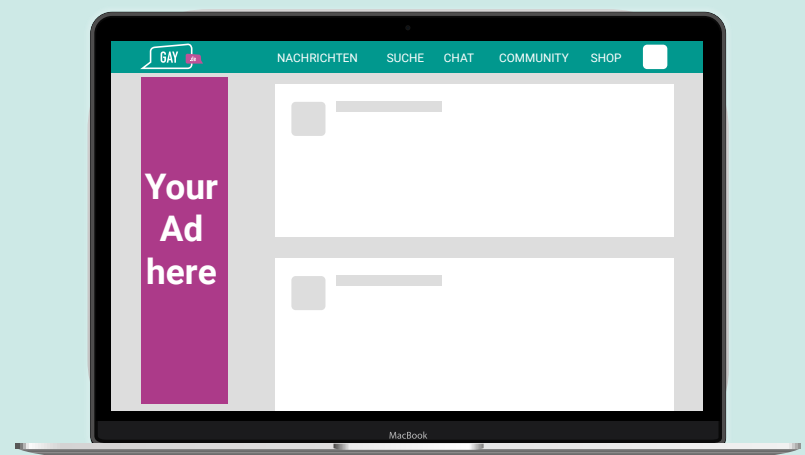 GAY
NACHRICHTEN SUCHE CHAT COMMUNITY SHOP
Your
Ad
here
MacBook